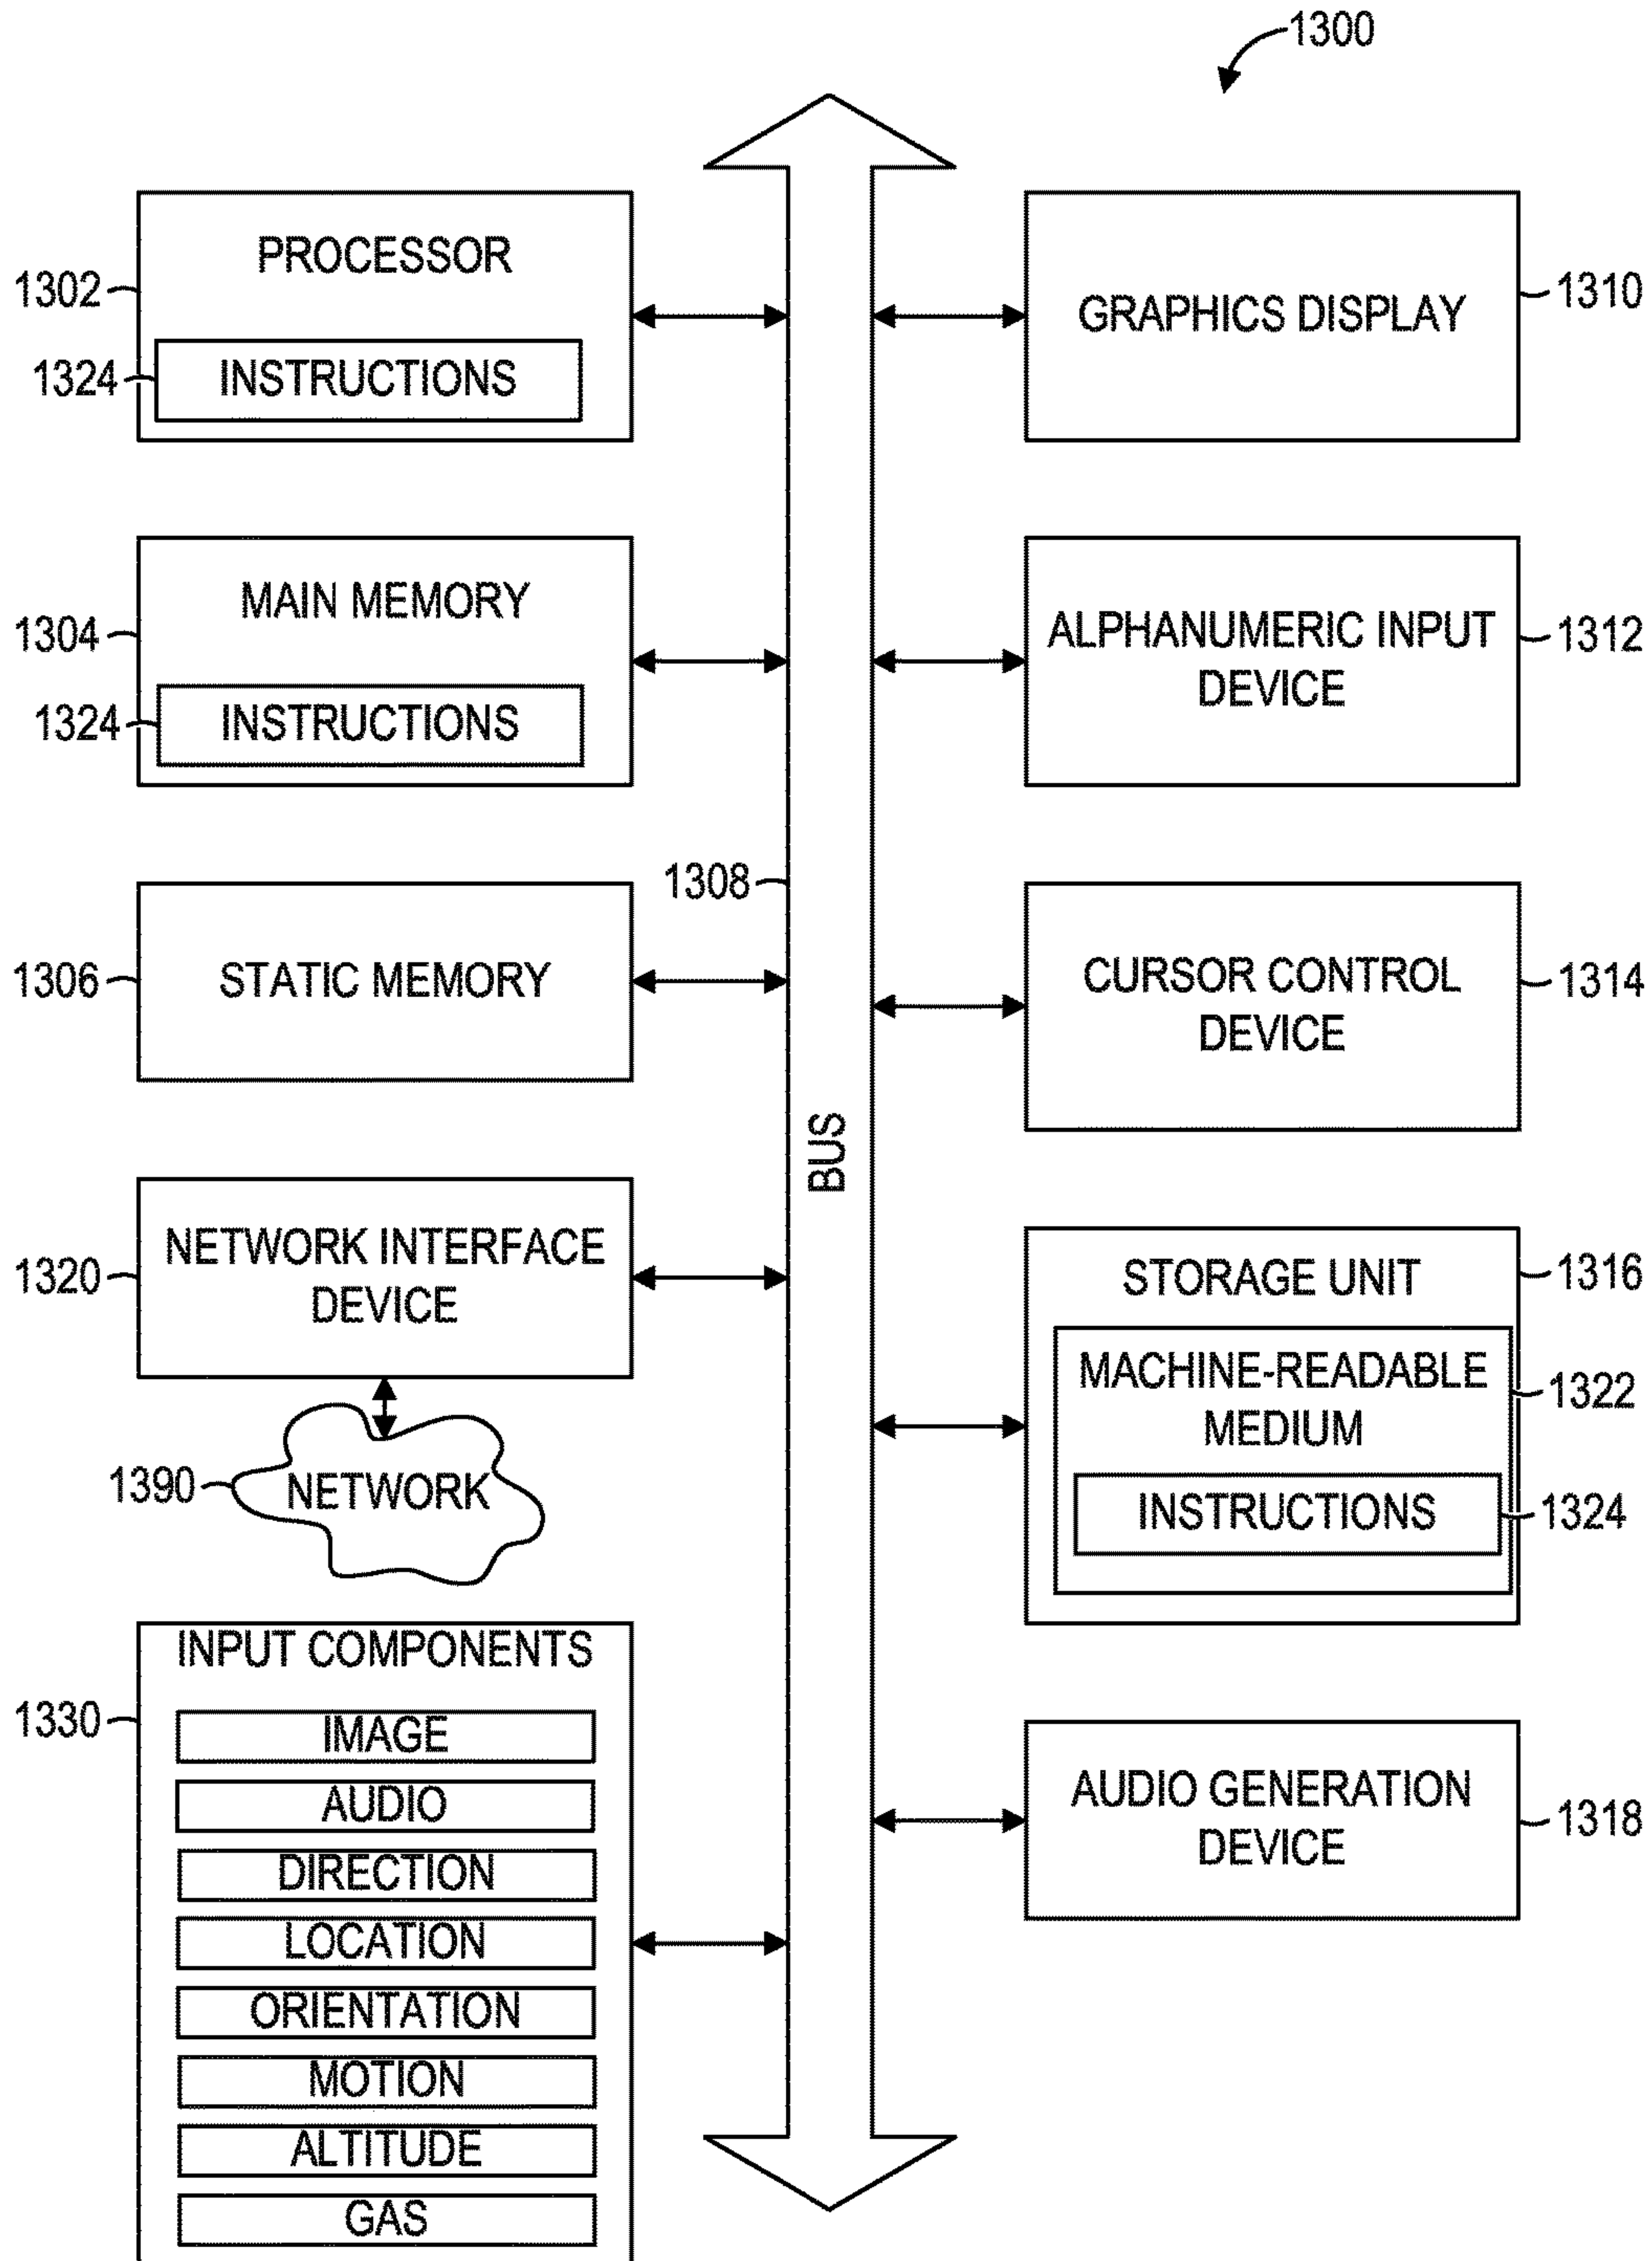 1300
PROCESSOR
1302
1324
INSTRUCTIONS
MAIN MEMORY
1304
1324
INSTRUCTIONS
1308
1306
STATIC MEMORY
BUS
1320
NETWORK INTERFACE
DEVICE
1390
NETWORK
INPUT COMPONENTS
1330
IMAGE
AUDIO
DIRECTION
LOCATION
ORIENTATION
MOTION
ALTITUDE
GAS
GRAPHICS DISPLAY
1310
ALPHANUMERIC INPUT
DEVICE
1312
CURSOR CONTROL
DEVICE
1314
STORAGE UNIT
1316
MACHINE-READABLE
MEDIUM
1322
INSTRUCTIONS
1324
AUDIO GENERATION
DEVICE
1318